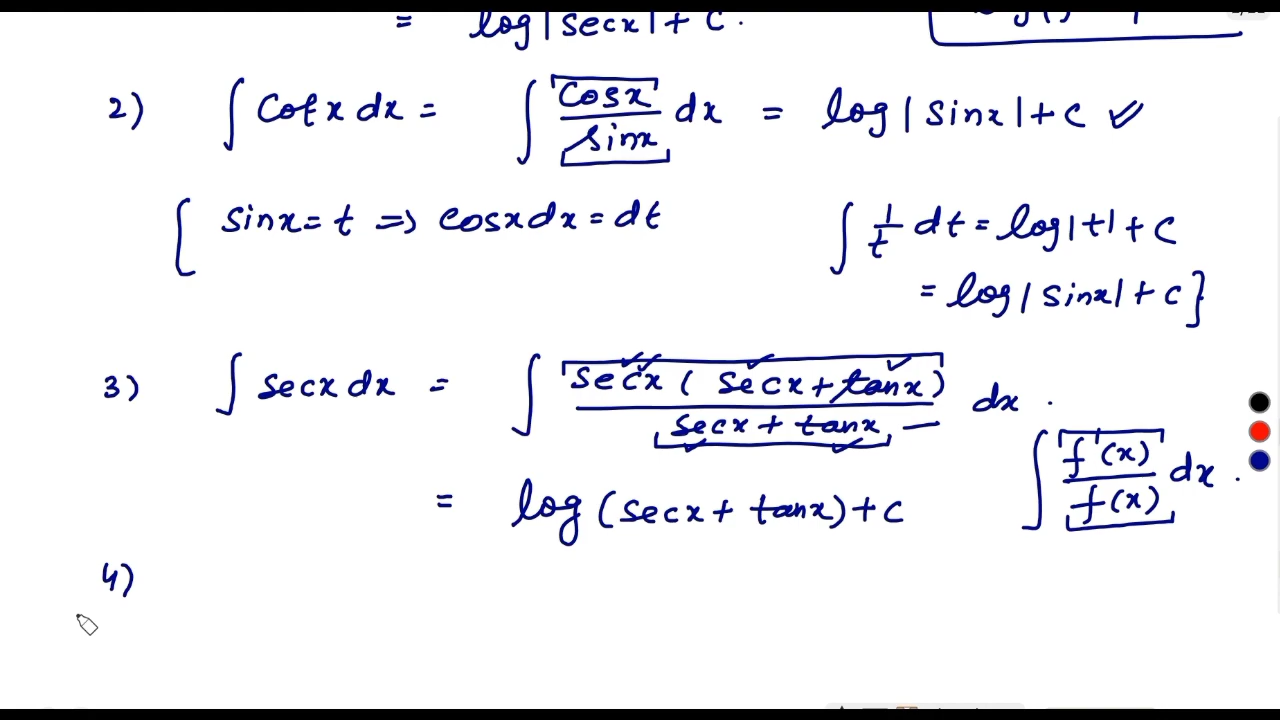 = log|secx| + c.
2) ∫ Cotx dx = ∫ cosx/sinx dx = log|sinx| + c ✓
[ sinx = t => cosx dx = dt ∫ 1/t dt = log|t| + c
= log|sinx| + c }
3) ∫ secx dx = ∫ secx (secx + tanx)/secx + tanx dx .
∫ f'(x)/f(x) dx .
= log (secx + tanx) + c
4)